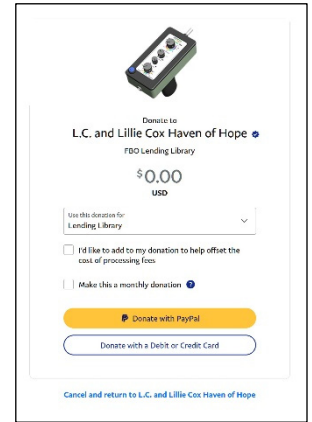 Donate to
L.C. and Lillie Cox Haven of Hope
FBO Lending Library
$0.00
USD
Use this donation for
Lending Library
I'd like to add to my donation to help offset the
cost of processing fees
Make this a monthly donation ?
Donate with PayPal
Donate with a Debit or Credit Card
Cancel and return to L.C. and Lillie Cox Haven of Hope